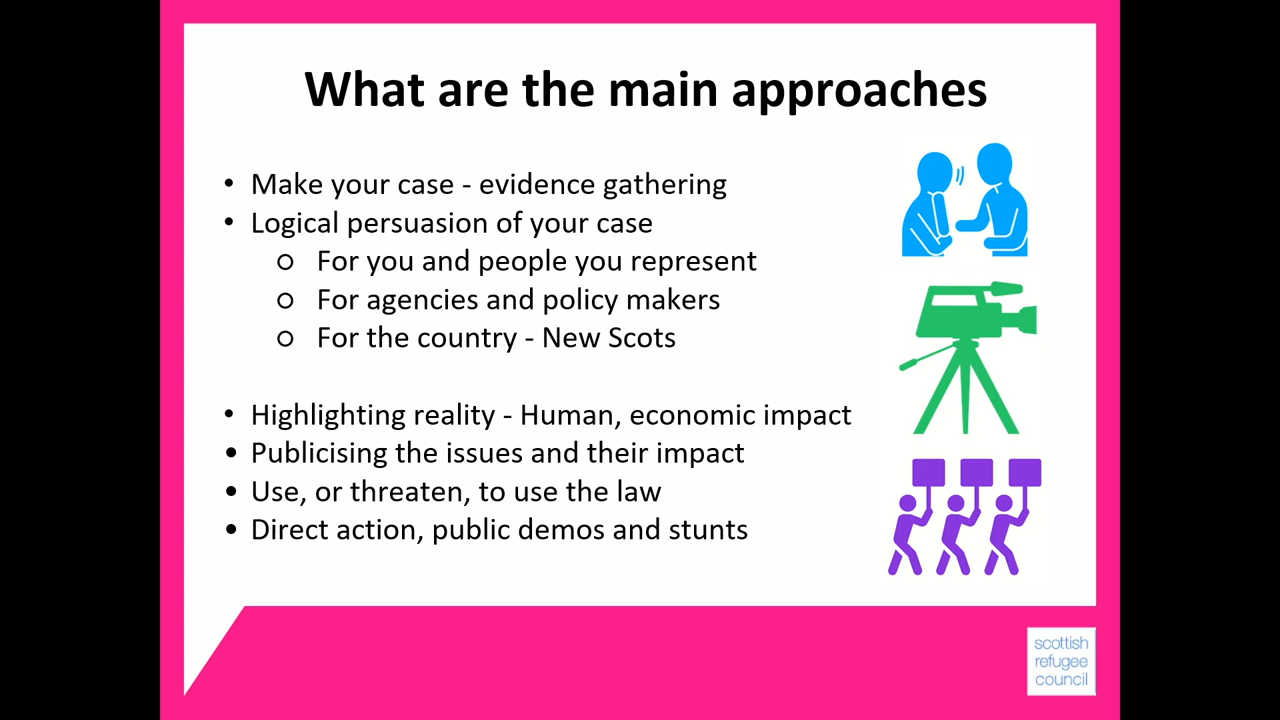 What are the main approaches
• Make your case - evidence gathering
• Logical persuasion of your case
○ For you and people you represent
○ For agencies and policy makers
○ For the country - New Scots
• Highlighting reality - Human, economic impact
• Publicising the issues and their impact
• Use, or threaten, to use the law
• Direct action, public demos and stunts
scottish
refugee
council